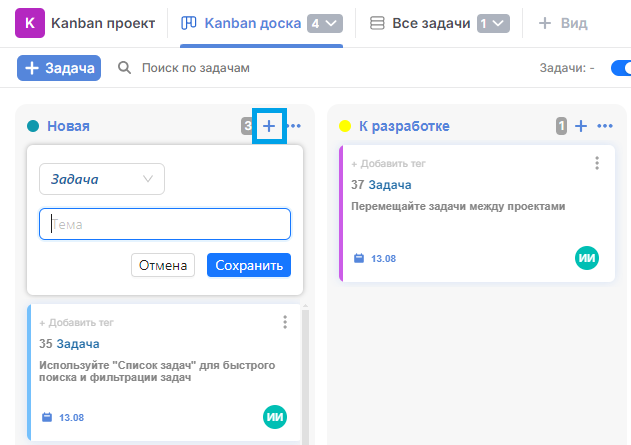 K Kanban проект Kanban доска 4 Все задачи 1 + Вид
+ Задача Поиск по задачам Задачи: -
Новая 3 + ...
К разработке 1 + ...
Задача
Тема
Отмена Сохранить
+ Добавить тег
35 Задача
Используйте "Список задач" для быстрого
поиска и фильтрации задач
13.08 ИИ
+ Добавить тег
37 Задача
Перемещайте задачи между проектами
13.08 ИИ